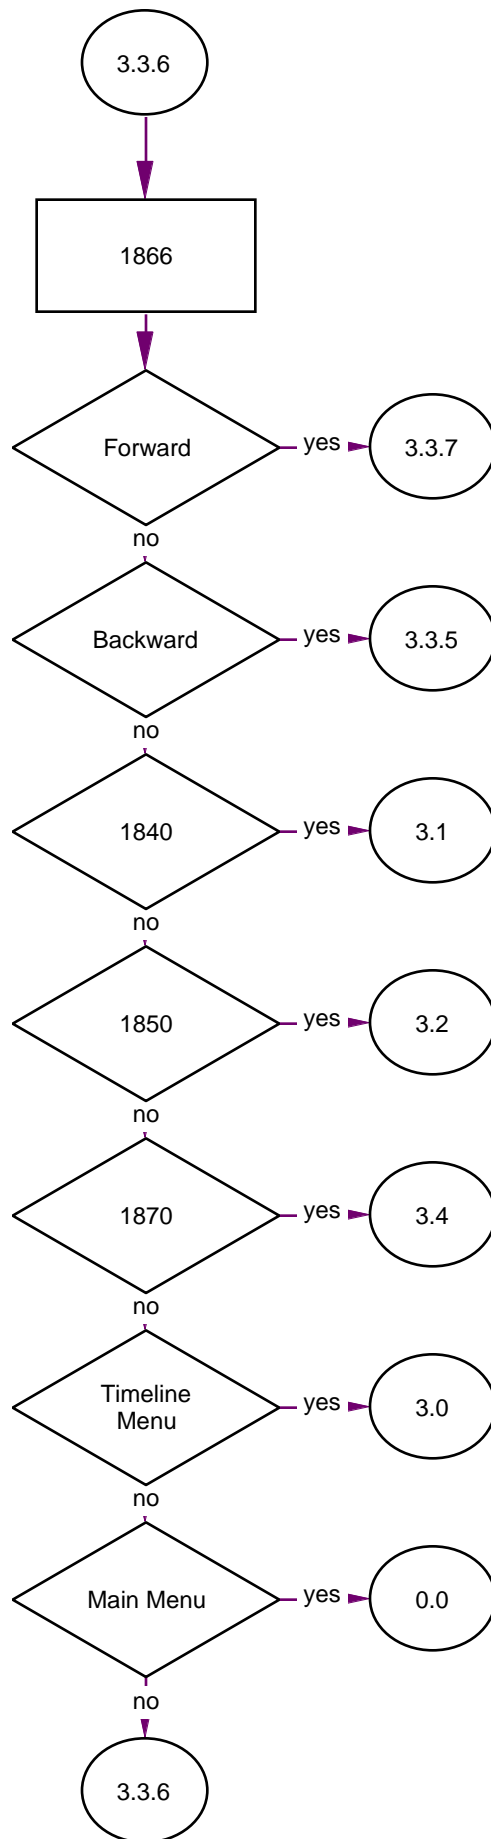 3.3.6
1866
Forward
yes
3.3.7
no
Backward
yes
3.3.5
no
1840
yes
3.1
no
1850
yes
3.2
no
1870
yes
3.4
no
Timeline
Menu
yes
3.0
no
Main Menu
yes
0.0
no
3.3.6